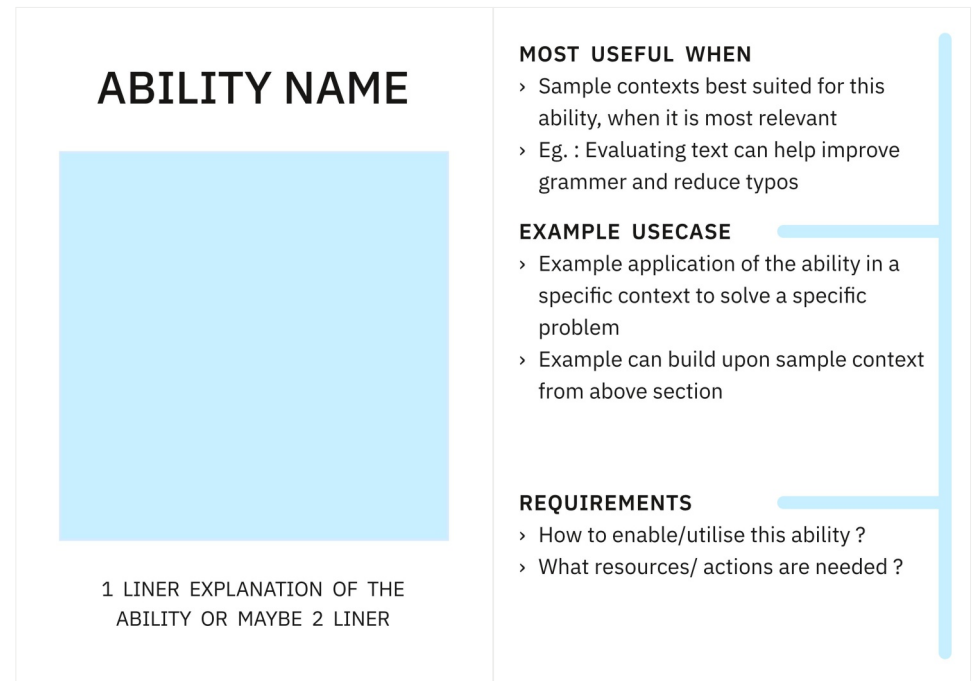 ABILITY NAME
1 LINER EXPLANATION OF THE
ABILITY OR MAYBE 2 LINER
MOST USEFUL WHEN
› Sample contexts best suited for this
ability, when it is most relevant
› Eg. : Evaluating text can help improve
grammer and reduce typos
EXAMPLE USECASE
› Example application of the ability in a
specific context to solve a specific
problem
› Example can build upon sample context
from above section
REQUIREMENTS
› How to enable/utilise this ability ?
› What resources/ actions are needed ?